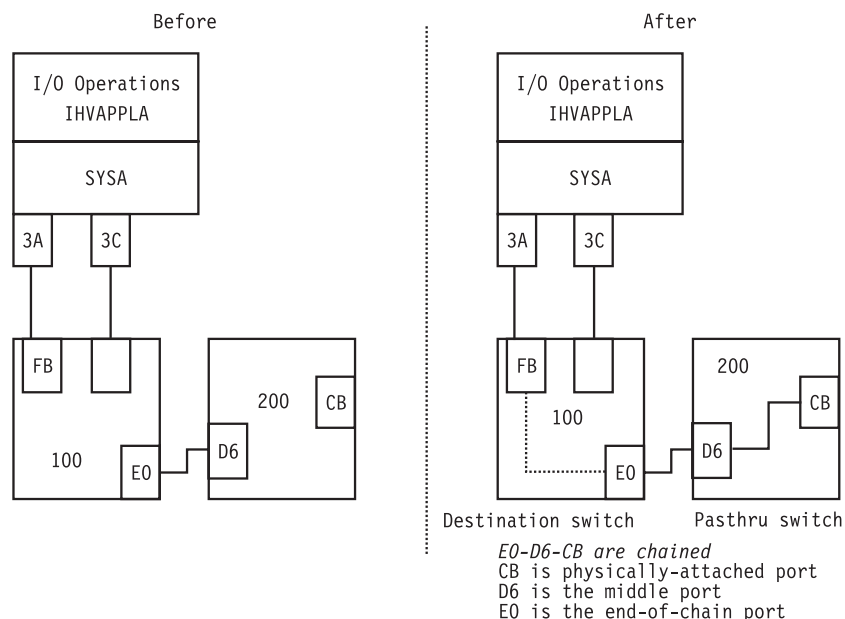 Before
I/O Operations
IHVAPPLA
SYSA
3A
3C
FB
200
CB
D6
100
E0
After
I/O Operations
IHVAPPLA
SYSA
3A
3C
FB
200
CB
100
D6
E0
Destination switch
Pasthru switch
E0-D6-CB are chained
CB is physically-attached port
D6 is the middle port
E0 is the end-of-chain port